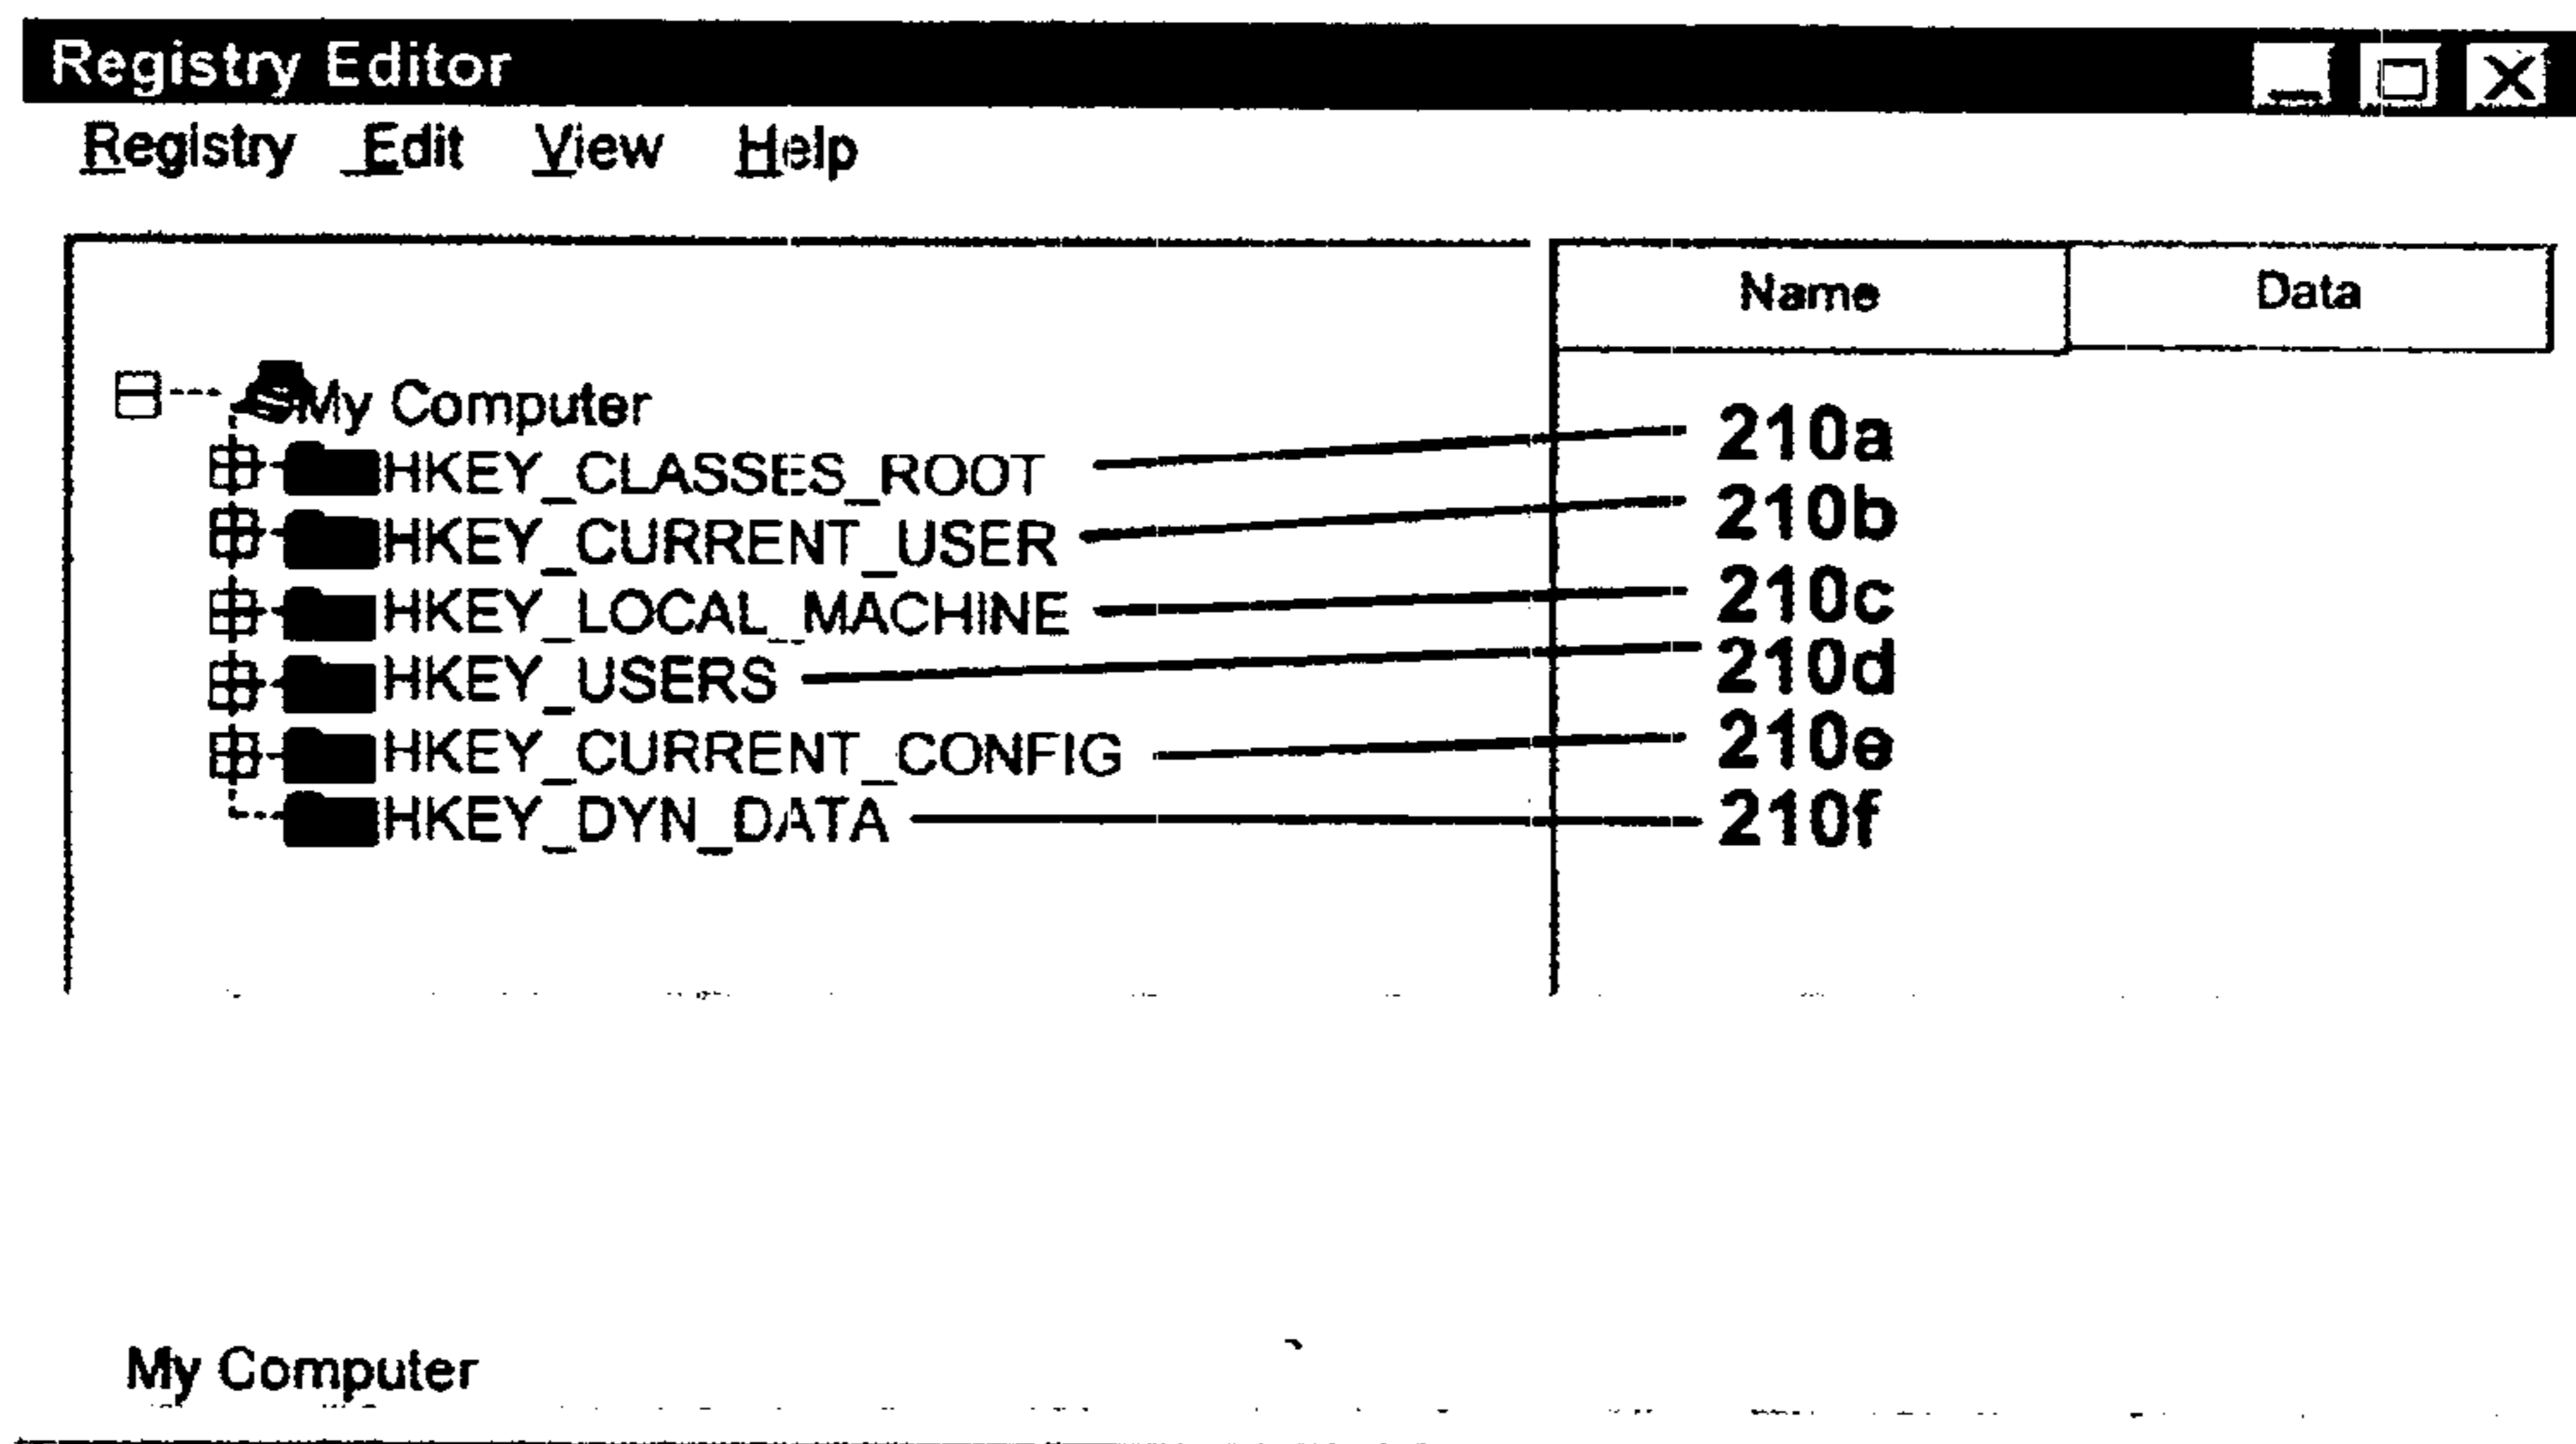 Registry Editor
Registry Edit View Help
Name Data
My Computer
HKEY_CLASSES_ROOT 210a
HKEY_CURRENT_USER 210b
HKEY_LOCAL_MACHINE 210c
HKEY_USERS 210d
HKEY_CURRENT_CONFIG 210e
HKEY_DYN_DATA 210f
My Computer